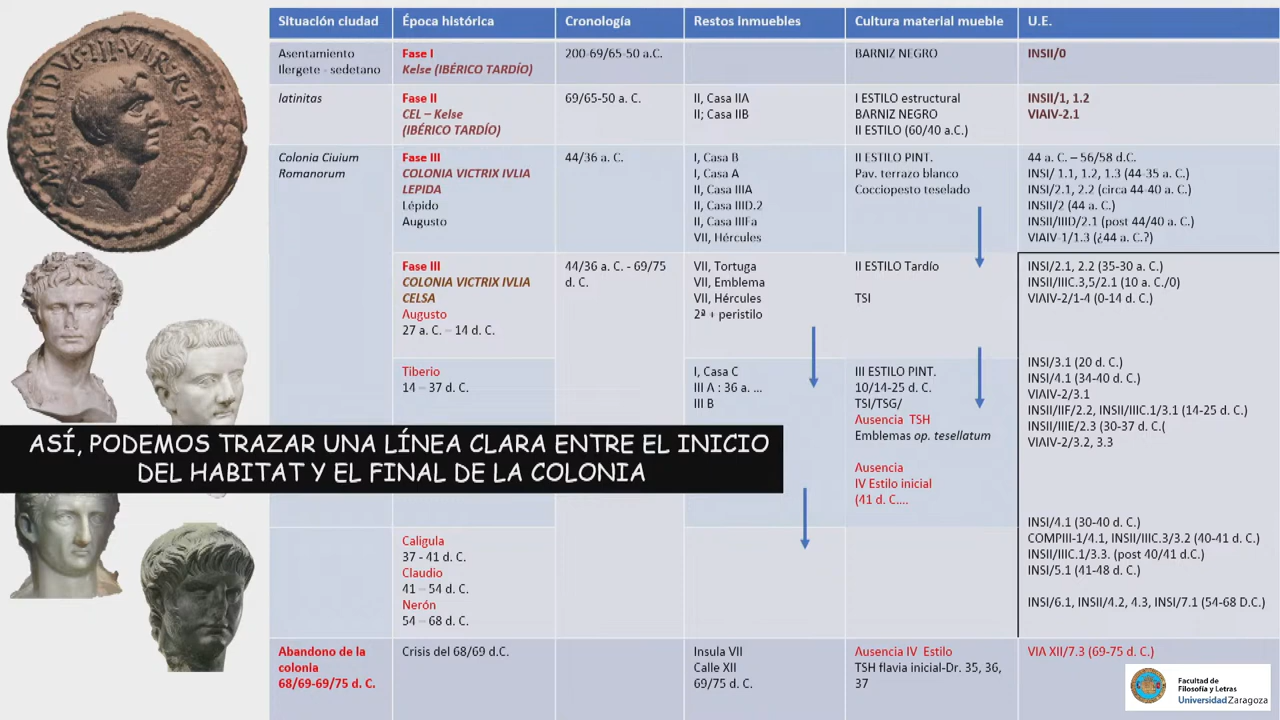 M·LEPIDVS·III·VIR·R·P·C
Situación ciudad
Época histórica
Cronología
Restos inmuebles
Cultura material mueble
U.E.
Asentamiento
Ilergete - sedetano
Fase I
Kelse (IBÉRICO TARDÍO)
200-69/65-50 a.C.
BARNIZ NEGRO
INSII/0
latinitas
Fase II
CEL – Kelse
(IBÉRICO TARDÍO)
69/65-50 a. C.
II, Casa IIA
II; Casa IIB
I ESTILO estructural
BARNIZ NEGRO
II ESTILO (60/40 a.C.)
INSII/1, 1.2
VIAIV-2.1
Colonia Ciuium
Romanorum
Fase III
COLONIA VICTRIX IVLIA
LEPIDA
Lépido
Augusto
44/36 a. C.
I, Casa B
I, Casa A
II, Casa IIIA
II, Casa IIID.2
II, Casa IIIFa
VII, Hércules
II ESTILO PINT.
Pav. terrazo blanco
Cocciopesto teselado
44 a. C. – 56/58 d.C.
INSI/ 1.1, 1.2, 1.3 (44-35 a. C.)
INSI/2.1, 2.2 (circa 44-40 a. C.)
INSII/2 (44 a. C.)
INSII/IIID/2.1 (post 44/40 a. C.)
VIAIV-1/1.3 (¿44 a. C.?)
Fase III
COLONIA VICTRIX IVLIA
CELSA
Augusto
27 a. C. – 14 d. C.
44/36 a. C. - 69/75
d. C.
VII, Tortuga
VII, Emblema
VII, Hércules
2ª + peristilo
II ESTILO Tardío
TSI
INSI/2.1, 2.2 (35-30 a. C.)
INSII/IIIC.3,5/2.1 (10 a. C./0)
VIAIV-2/1-4 (0-14 d. C.)
Tiberio
14 – 37 d. C.
I, Casa C
III A : 36 a. ...
III B
III ESTILO PINT.
10/14-25 d. C.
TSI/TSG/
Ausencia TSH
Emblemas op. tesellatum
Ausencia
IV Estilo inicial
(41 d. C....
INSI/3.1 (20 d. C.)
INSI/4.1 (34-40 d. C.)
VIAIV-2/3.1
INSII/IIF/2.2, INSII/IIIC.1/3.1 (14-25 d. C.)
INSII/IIIE/2.3 (30-37 d. C.(
VIAIV-2/3.2, 3.3
ASÍ, PODEMOS TRAZAR UNA LÍNEA CLARA ENTRE EL INICIO
DEL HABITAT Y EL FINAL DE LA COLONIA
Caligula
37 - 41 d. C.
Claudio
41 – 54 d. C.
Nerón
54 – 68 d. C.
INSI/4.1 (30-40 d. C.)
COMPIII-1/4.1, INSII/IIIC.3/3.2 (40-41 d. C.)
INSII/IIIC.1/3.3. (post 40/41 d.C.)
INSI/5.1 (41-48 d. C.)
INSI/6.1, INSII/4.2, 4.3, INSI/7.1 (54-68 D.C.)
Abandono de la
colonia
68/69-69/75 d. C.
Crisis del 68/69 d.C.
Insula VII
Calle XII
69/75 d. C.
Ausencia IV Estilo
TSH flavia inicial-Dr. 35, 36,
37
VIA XII/7.3 (69-75 d. C.)
Facultad de
Filosofía y Letras
Universidad Zaragoza